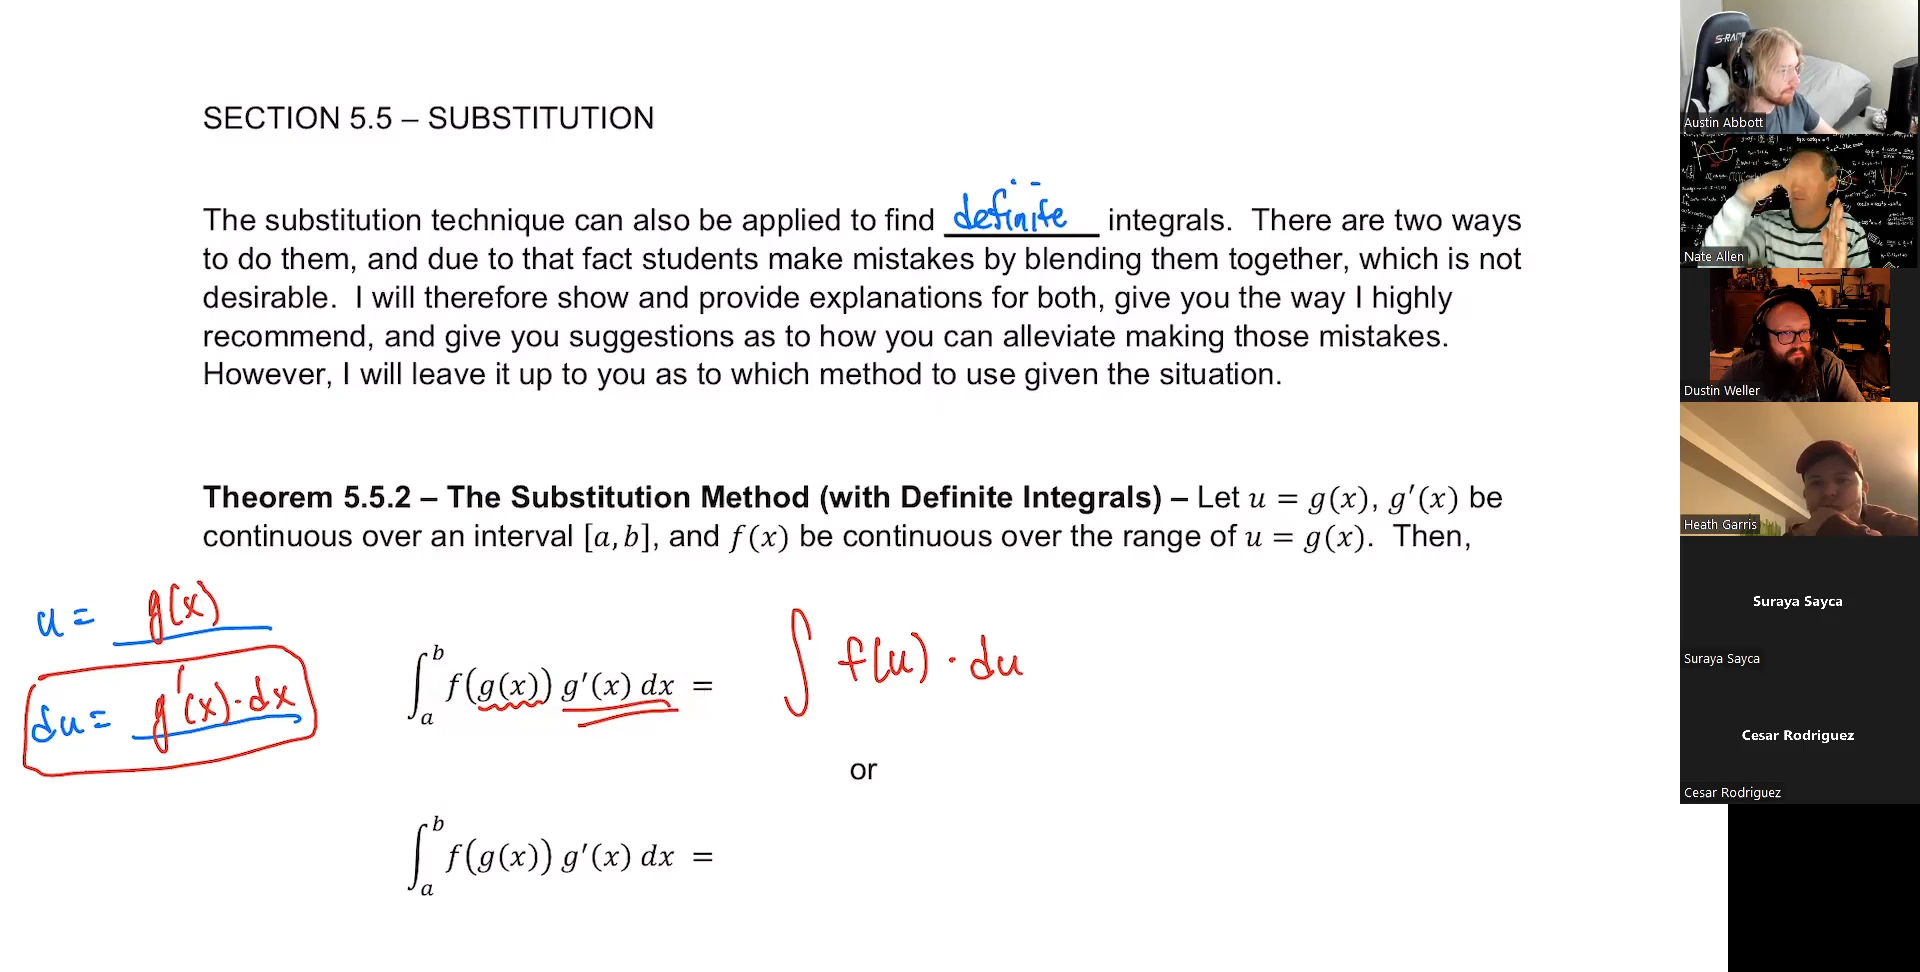 SECTION 5.5 – SUBSTITUTION
The substitution technique can also be applied to find definite integrals. There are two ways
to do them, and due to that fact students make mistakes by blending them together, which is not
desirable. I will therefore show and provide explanations for both, give you the way I highly
recommend, and give you suggestions as to how you can alleviate making those mistakes.
However, I will leave it up to you as to which method to use given the situation.
Theorem 5.5.2 – The Substitution Method (with Definite Integrals) – Let u = g(x), g′(x) be
continuous over an interval [a, b], and f(x) be continuous over the range of u = g(x). Then,
u = g(x)
du = g'(x)·dx
∫_a^b f(g(x)) g′(x) dx = ∫ f(u) · du
or
∫_a^b f(g(x)) g′(x) dx =
Austin Abbott
Nate Allen
Dustin Weller
Heath Garris
Suraya Sayca
Suraya Sayca
Cesar Rodriguez
Cesar Rodriguez